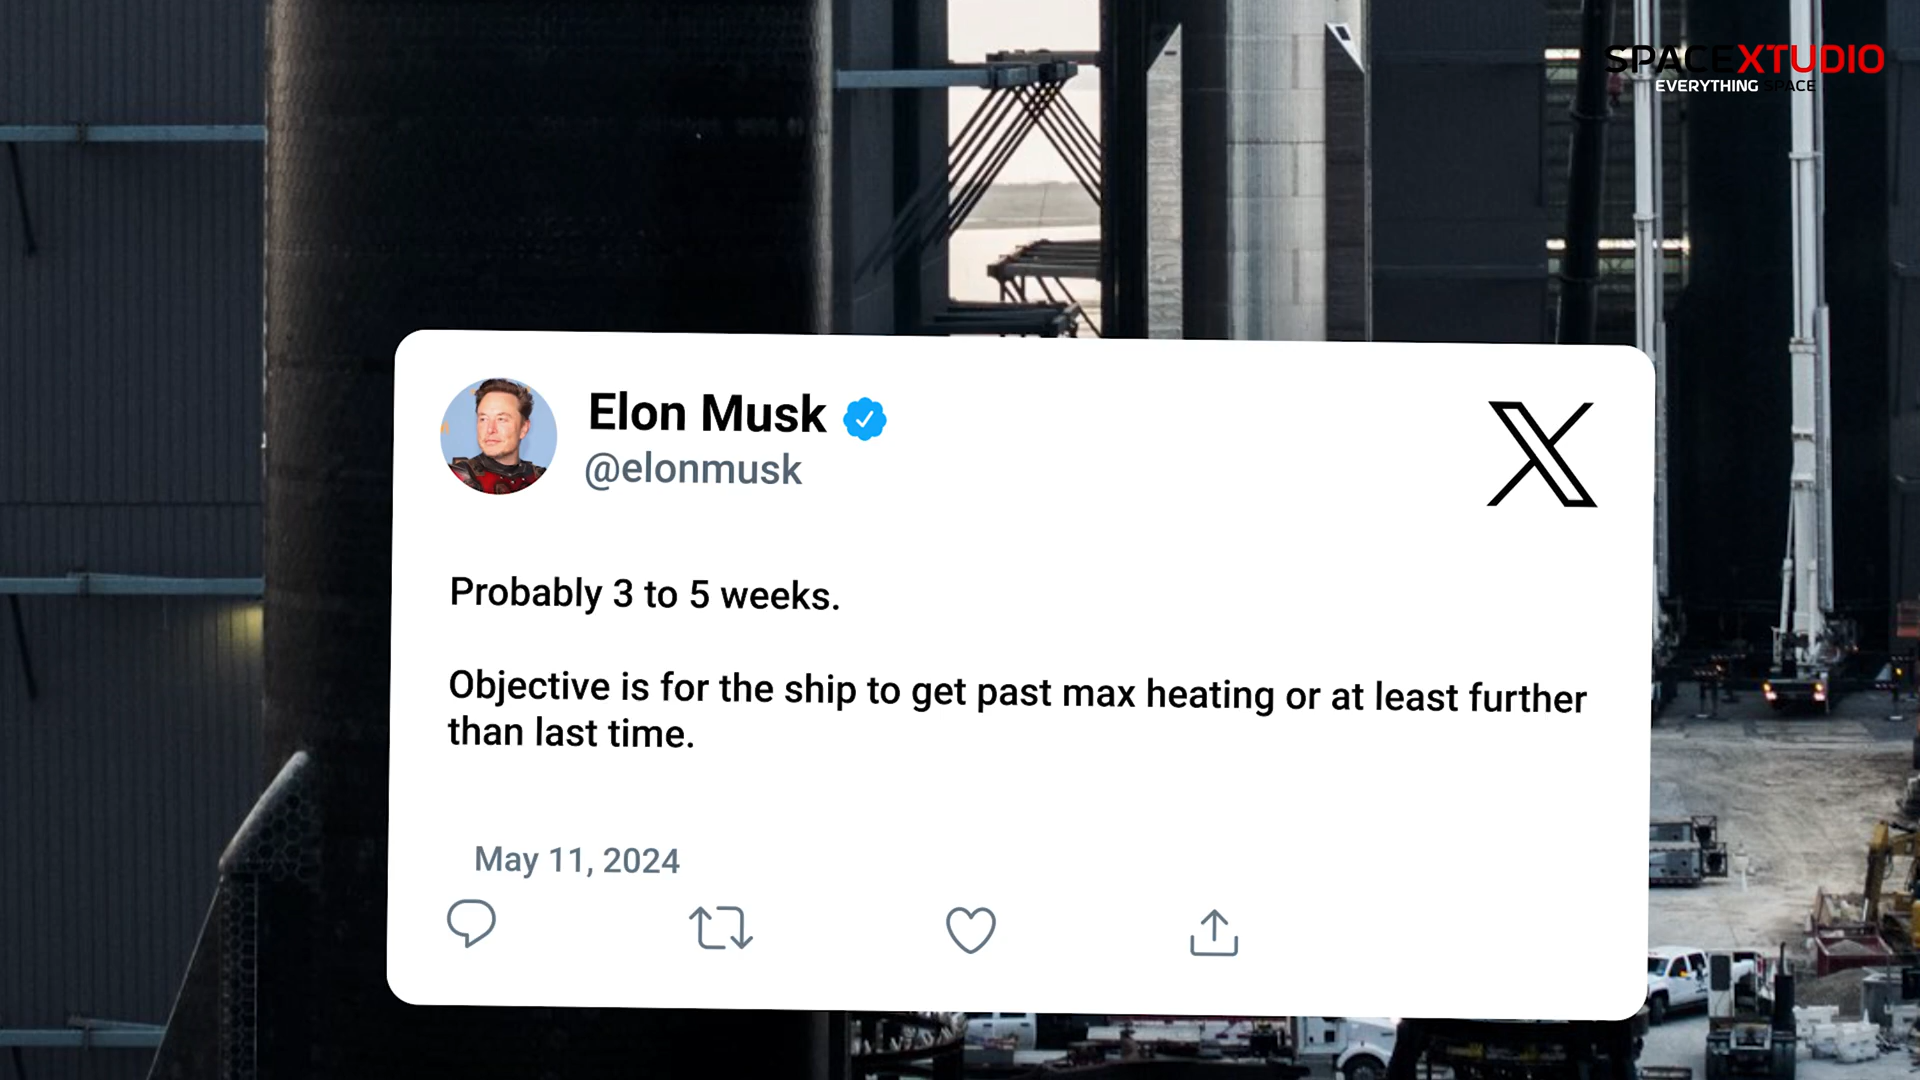 SPACEXTUDIO
EVERYTHING SPACE
Elon Musk
@elonmusk
Probably 3 to 5 weeks.
Objective is for the ship to get past max heating or at least further
than last time.
May 11, 2024